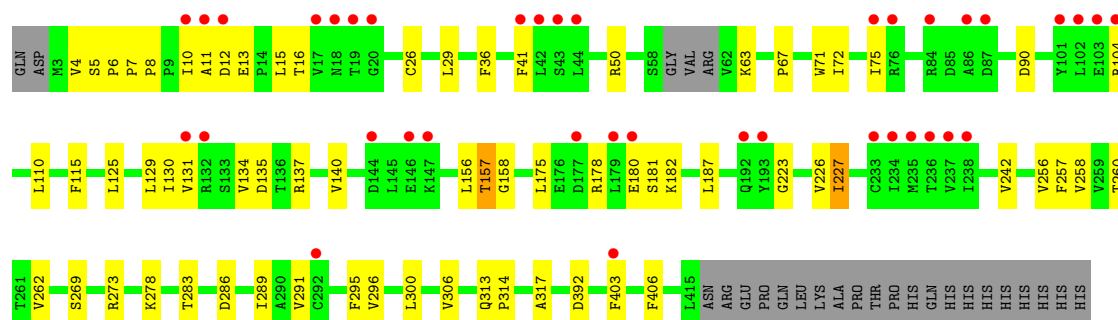 GLN ASP M3 V4 S5 P6 P7 P8 P9 I10 A11 D12 E13 P14 L15 T16 V17 N18 T19 G20 C26 L29 F36 F41 L42 S43 L44 R50 S58 GLY VAL ARG V62 K63 P67 W71 I72 I75 R76 R84 D85 A86 D87 D90 Y101 L102 E103
L110 F115 L125 L129 I130 V131 R132 S133 V134 D135 T136 R137 V140 D144 L145 E146 K147 L156 T157 G158 L175 E176 D177 R178 L179 E180 S181 K182 L187 Q192 Y193 G223 V226 I227 C233 I234 M235 T236 V237 I238 V242 V256 F257 V258 V259 T260
T261 V262 S269 R273 K278 T283 D286 I289 A290 V291 C292 F295 V296 L300 V306 Q313 P314 A317 D392 F403 F406 L415 ASN ARG GLU PRO GLN LEU LYS ALA PRO THR PRO HIS GLN HIS HIS HIS HIS HIS HIS HIS HIS